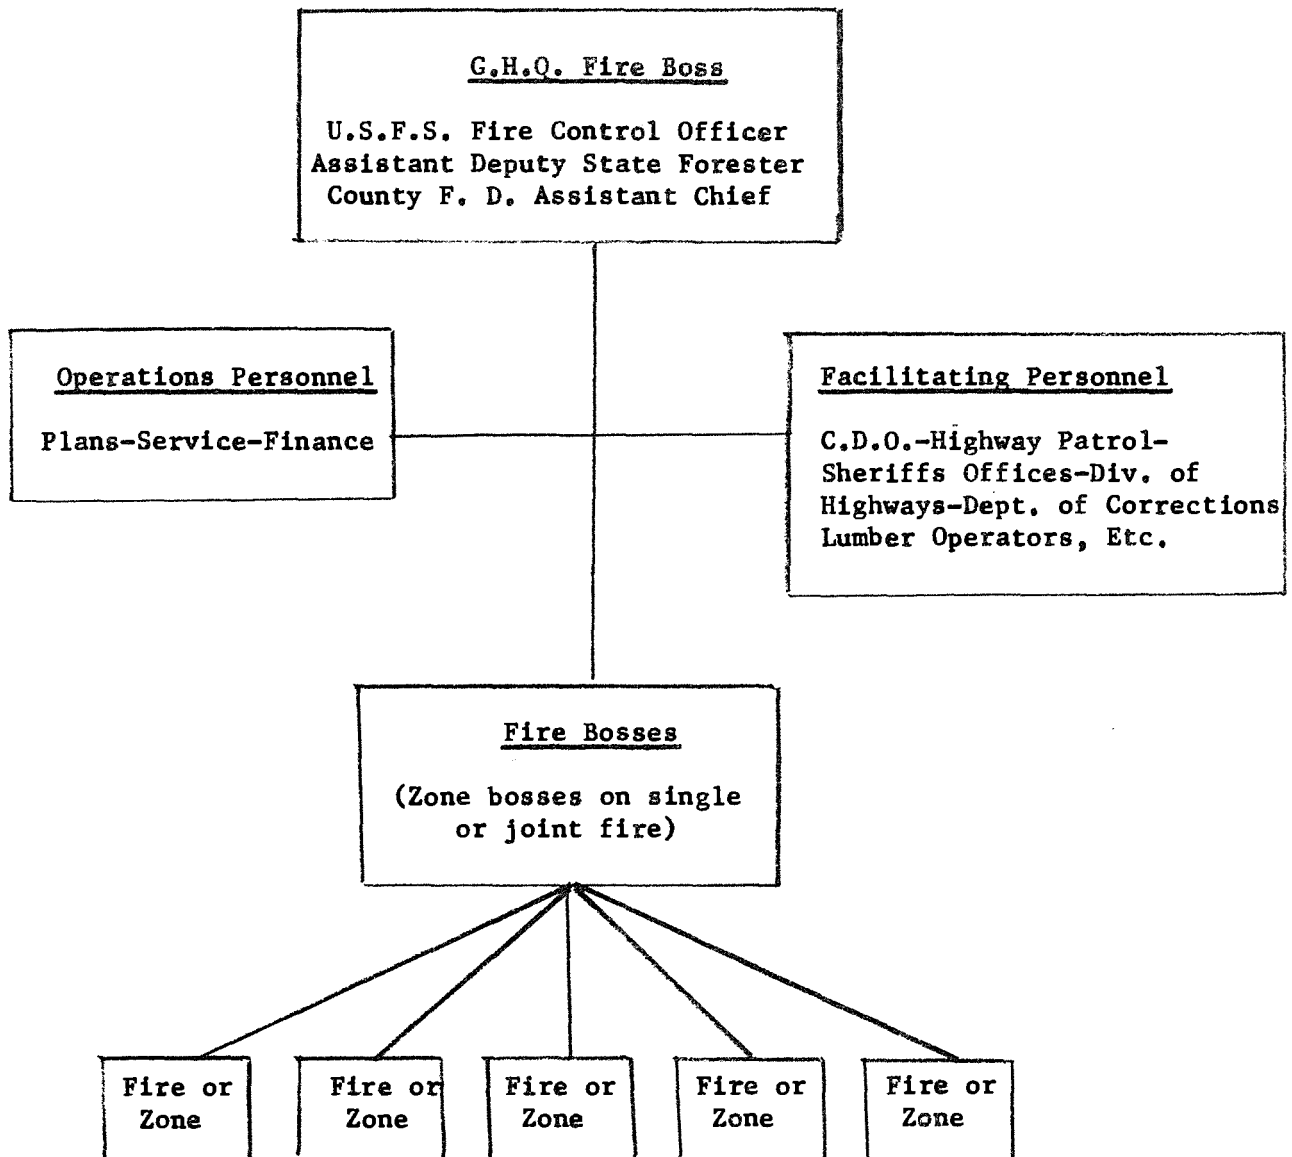 G.H.Q. Fire Boss
U.S.F.S. Fire Control Officer
Assistant Deputy State Forester
County F. D. Assistant Chief
Operations Personnel
Plans-Service-Finance
Facilitating Personnel
C.D.O.-Highway Patrol-
Sheriffs Offices-Div. of
Highways-Dept. of Corrections
Lumber Operators, Etc.
Fire Bosses
(Zone bosses on single
or joint fire)
Fire or
Zone
Fire or
Zone
Fire or
Zone
Fire or
Zone
Fire or
Zone